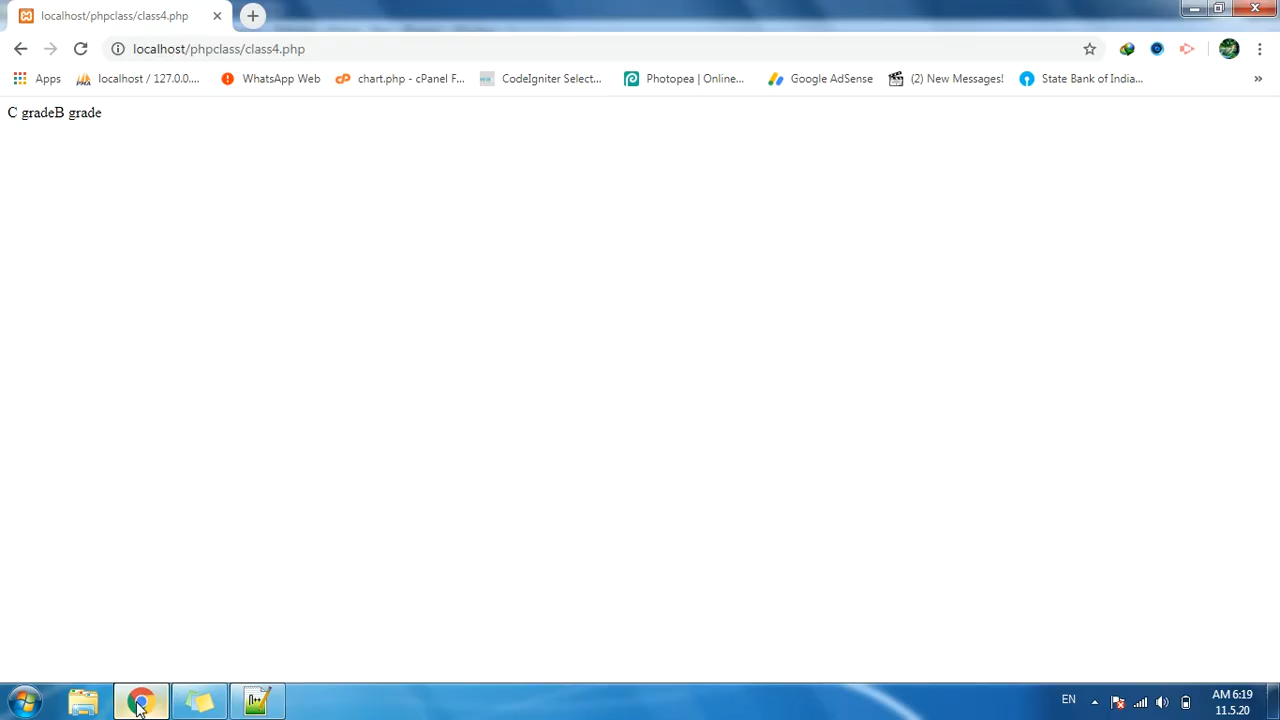 localhost/phpclass/class4.php
localhost/phpclass/class4.php
Apps localhost / 127.0.0.... WhatsApp Web chart.php - cPanel F... CodeIgniter Select... Photopea | Online... Google AdSense (2) New Messages! State Bank of India... »
C gradeB grade
EN AM 6:19
11.5.20